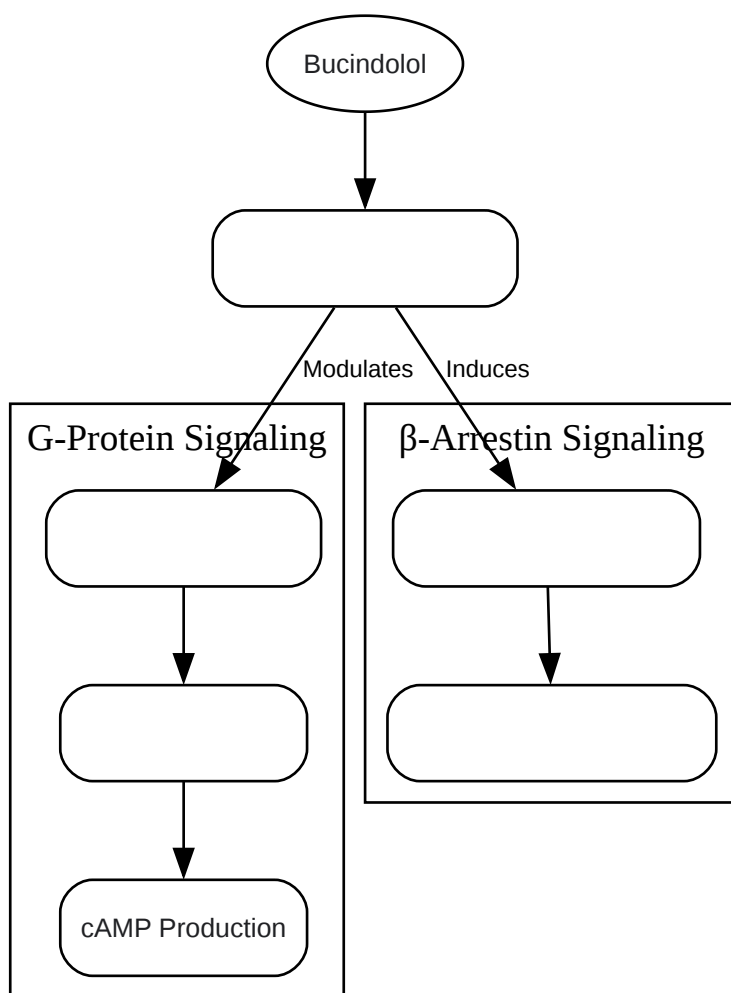 Bucindolol
Modulates
Induces
G-Protein Signaling
β-Arrestin Signaling
cAMP Production